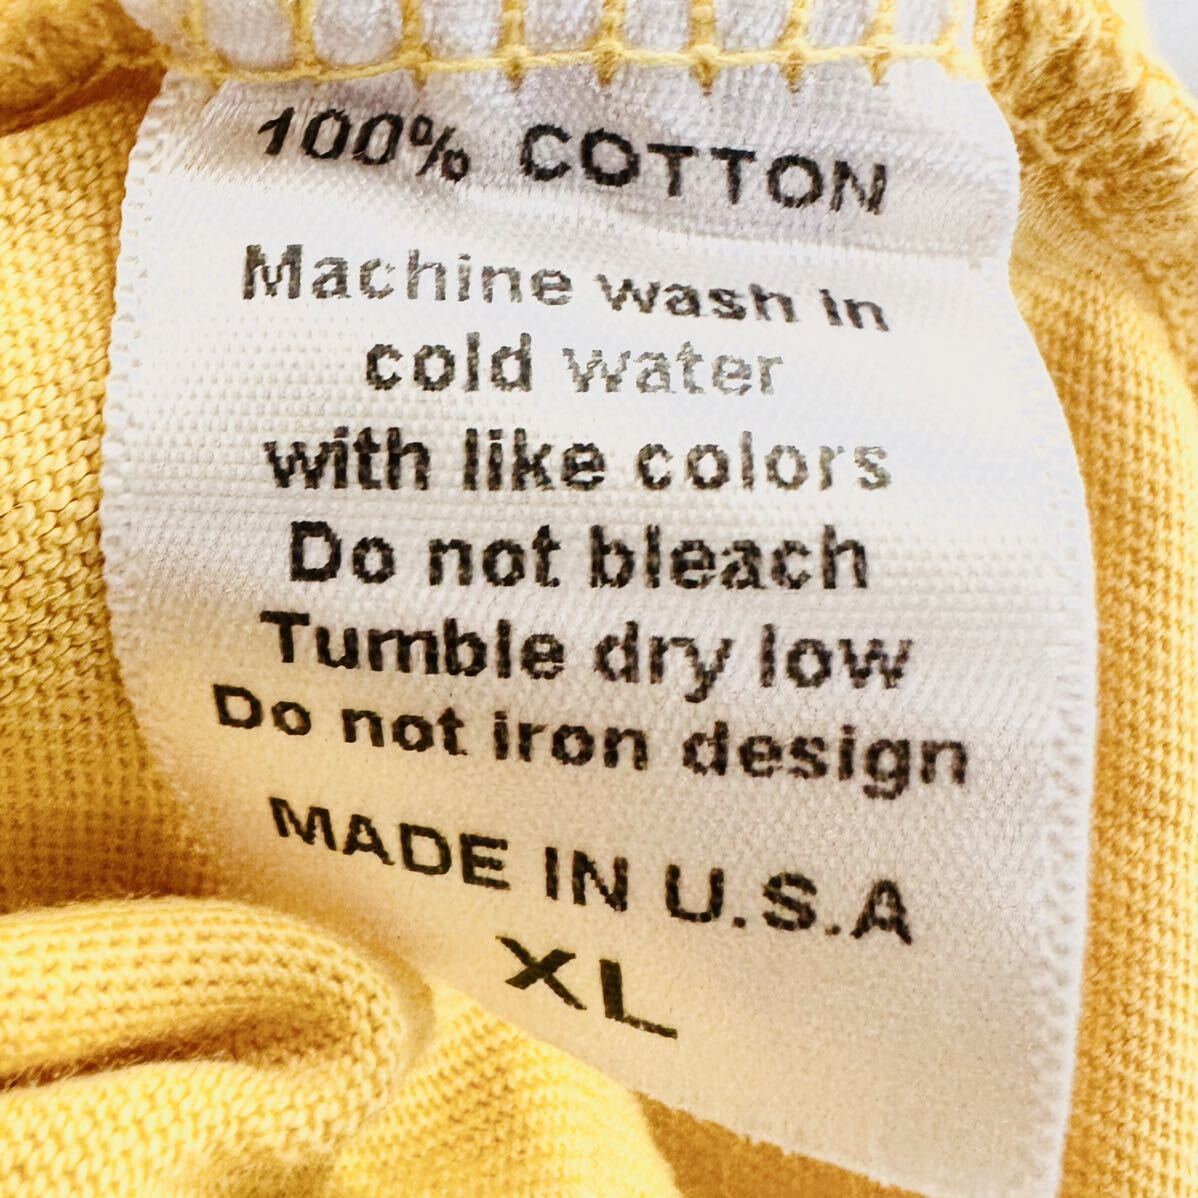 100% COTTON
Machine wash in
cold water
with like colors
Do not bleach
Tumble dry low
Do not iron design
MADE IN U.S.A
XL